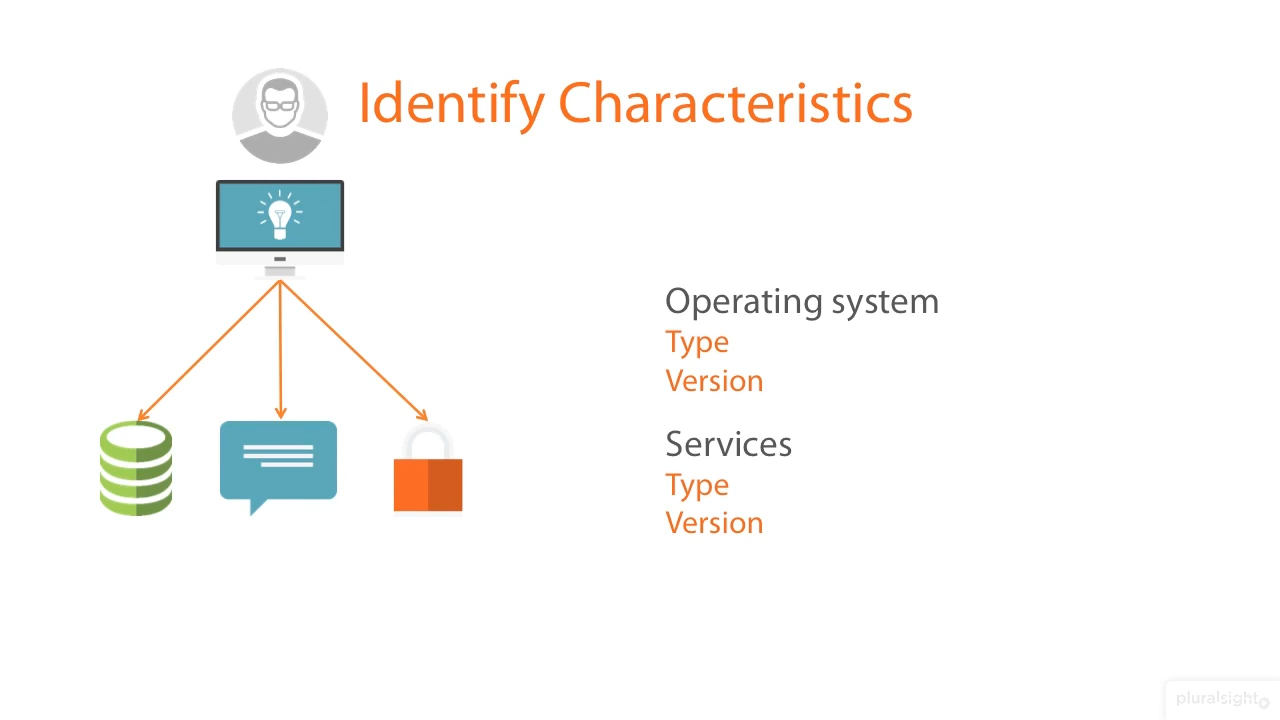 Identify Characteristics
Operating system
Type
Version
Services
Type
Version
pluralsight